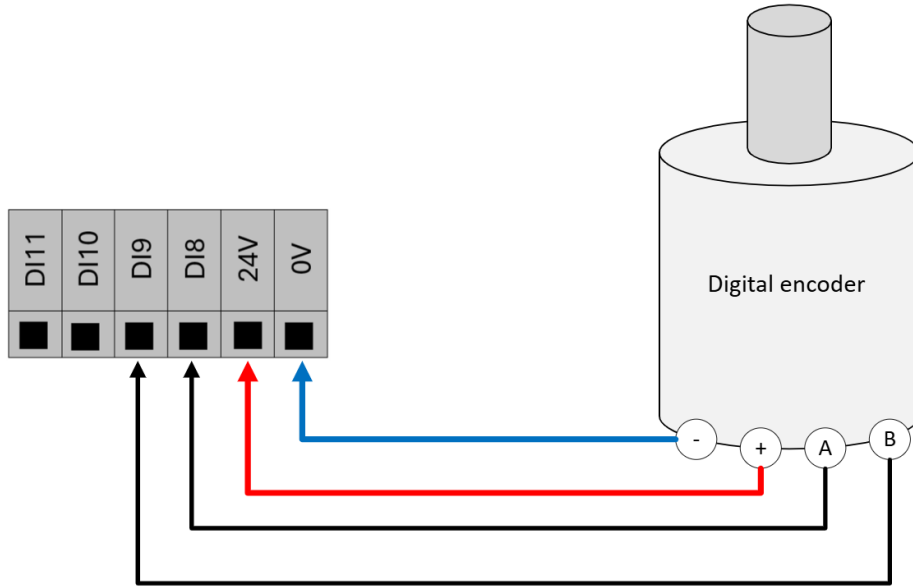 DI11
DI10
DI9
DI8
24V
0V
Digital encoder
-
+
A
B